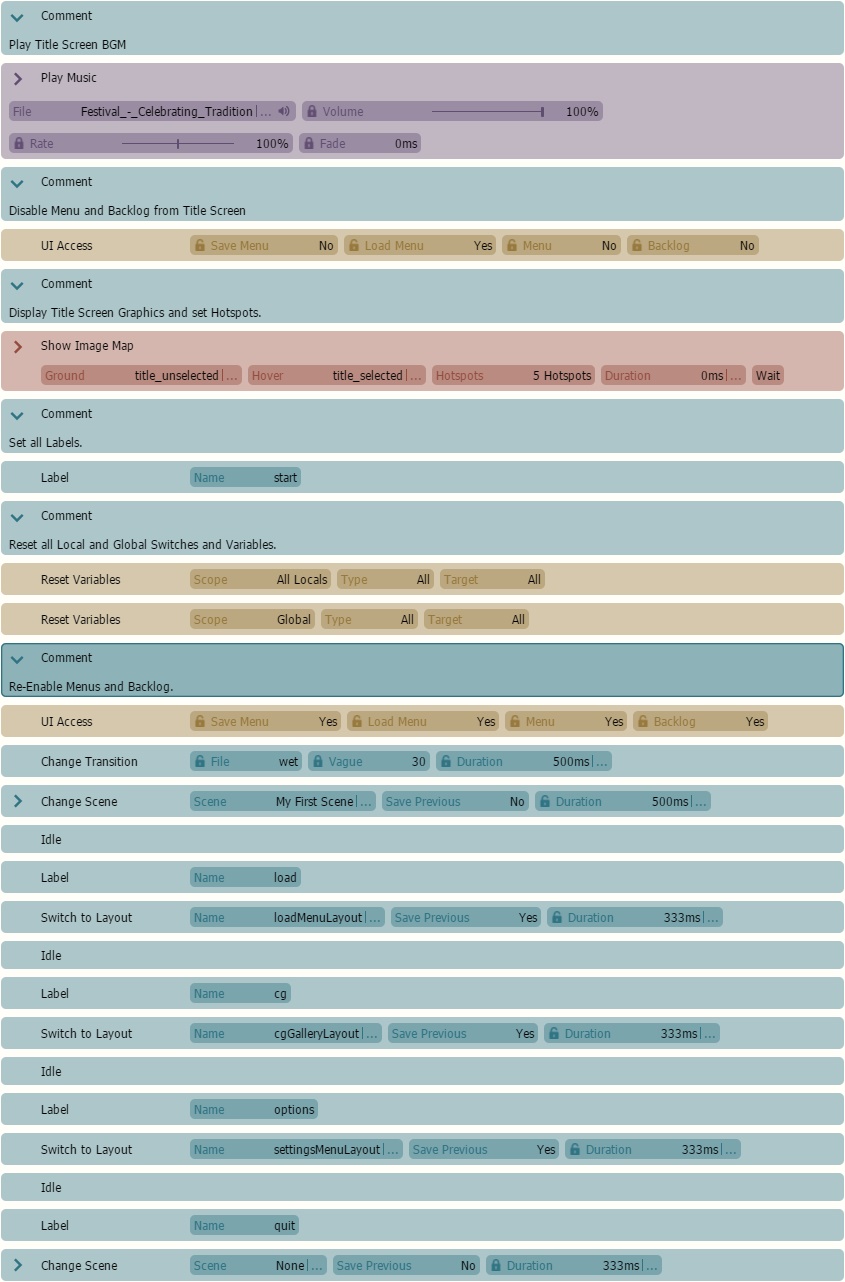 Comment
Play Title Screen BGM
Play Music
File Festival_-_Celebrating_Tradition ... Volume 100%
Rate 100% Fade 0ms
Comment
Disable Menu and Backlog from Title Screen
UI Access Save Menu No Load Menu Yes Menu No Backlog No
Comment
Display Title Screen Graphics and set Hotspots.
Show Image Map
Ground title_unselected ... Hover title_selected ... Hotspots 5 Hotspots Duration 0ms ... Wait
Comment
Set all Labels.
Label Name start
Comment
Reset all Local and Global Switches and Variables.
Reset Variables Scope All Locals Type All Target All
Reset Variables Scope Global Type All Target All
Comment
Re-Enable Menus and Backlog.
UI Access Save Menu Yes Load Menu Yes Menu Yes Backlog Yes
Change Transition File wet Vague 30 Duration 500ms ...
Change Scene Scene My First Scene ... Save Previous No Duration 500ms ...
Idle
Label Name load
Switch to Layout Name loadMenuLayout ... Save Previous Yes Duration 333ms ...
Idle
Label Name cg
Switch to Layout Name cgGalleryLayout ... Save Previous Yes Duration 333ms ...
Idle
Label Name options
Switch to Layout Name settingsMenuLayout ... Save Previous Yes Duration 333ms ...
Idle
Label Name quit
Change Scene Scene None ... Save Previous No Duration 333ms ...